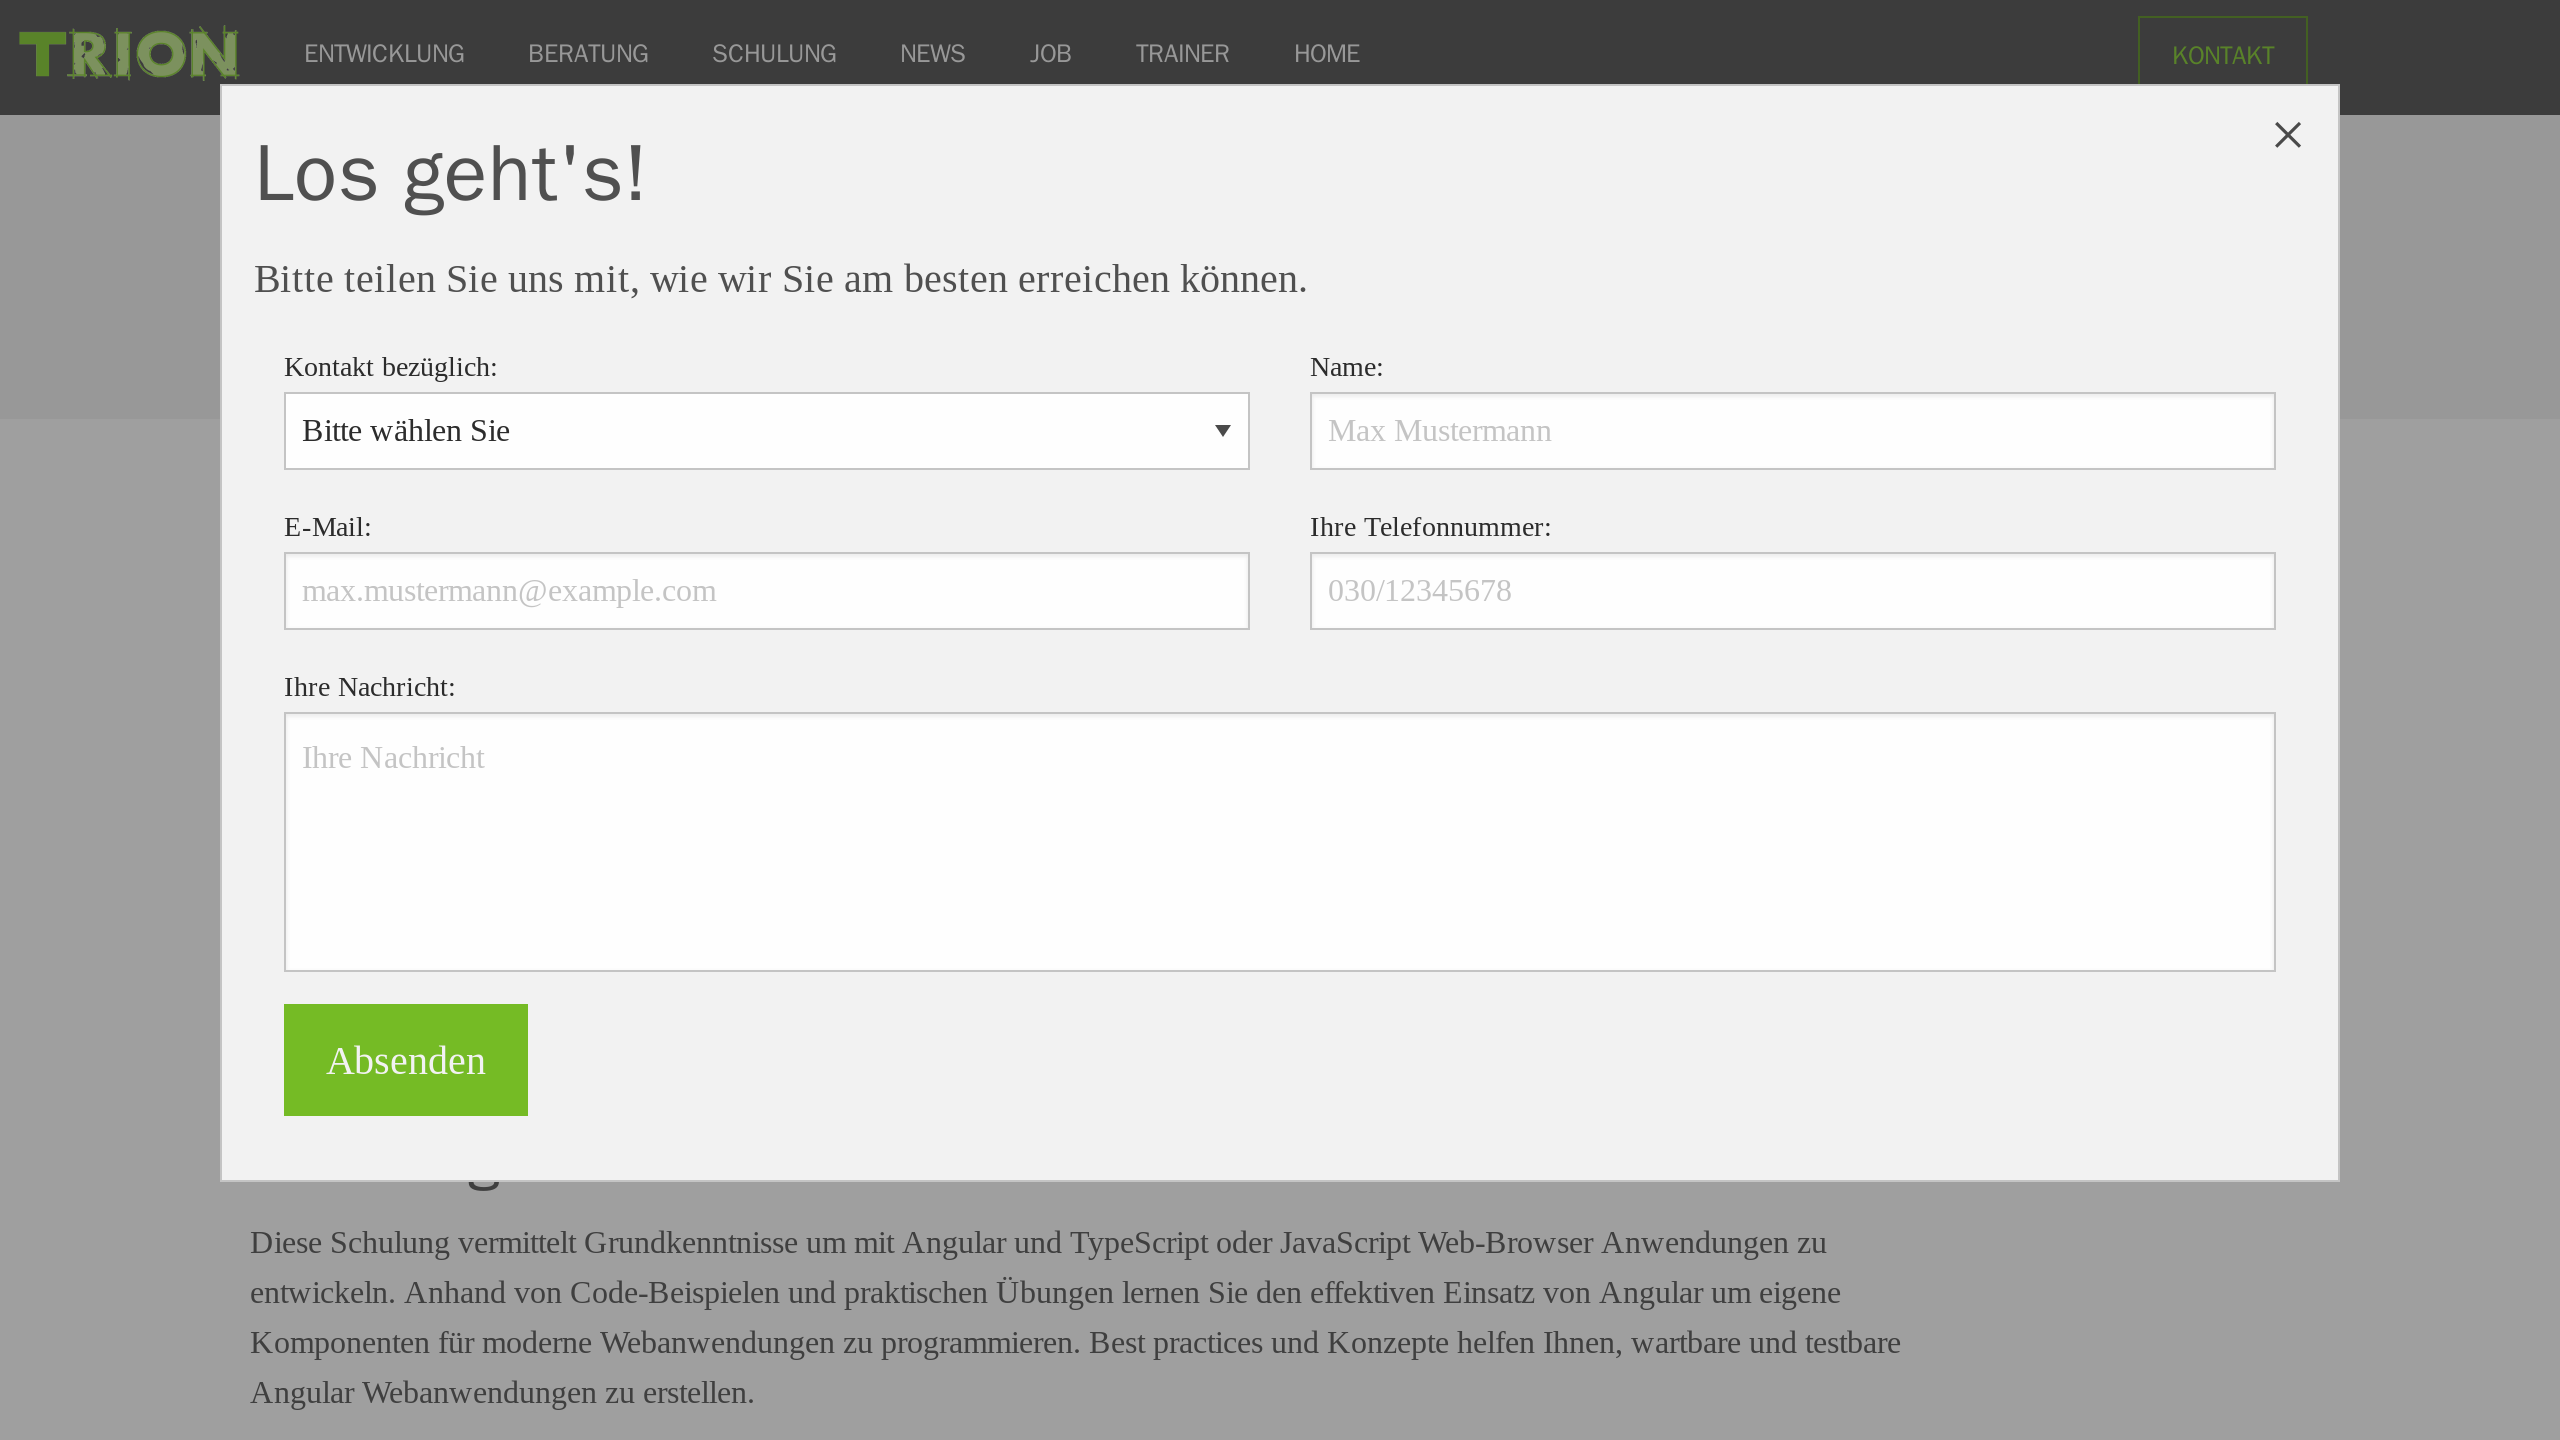 TRION ENTWICKLUNG BERATUNG SCHULUNG NEWS JOB TRAINER HOME KONTAKT
Los geht's!
Bitte teilen Sie uns mit, wie wir Sie am besten erreichen können.
Kontakt bezüglich: Name:
Bitte wählen Sie Max Mustermann
E-Mail: Ihre Telefonnummer:
max.mustermann@example.com 030/12345678
Ihre Nachricht:
Ihre Nachricht
Absenden
Diese Schulung vermittelt Grundkenntnisse um mit Angular und TypeScript oder JavaScript Web-Browser Anwendungen zu
entwickeln. Anhand von Code-Beispielen und praktischen Übungen lernen Sie den effektiven Einsatz von Angular um eigene
Komponenten für moderne Webanwendungen zu programmieren. Best practices und Konzepte helfen Ihnen, wartbare und testbare
Angular Webanwendungen zu erstellen.